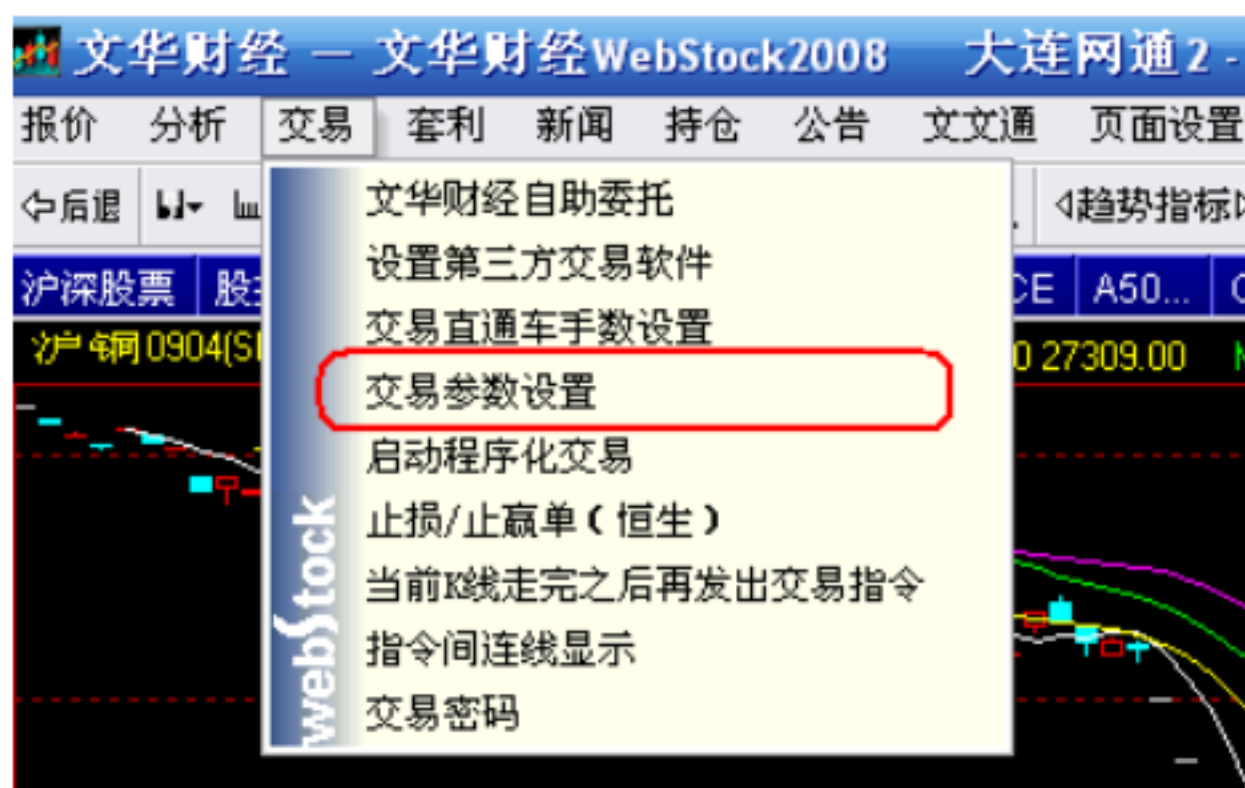 文华财经 — 文华财经WebStock2008 大连网通2 -
报价 分析 交易 套利 新闻 持仓 公告 文文通 页面设置
后退 趋势指标
沪深股票 A50...
沪铜0904(S 27309.00
文华财经自助委托
设置第三方交易软件
交易直通车手数设置
交易参数设置
启动程序化交易
止损/止赢单(恒生)
当前K线走完之后再发出交易指令
指令间连线显示
交易密码
webstock